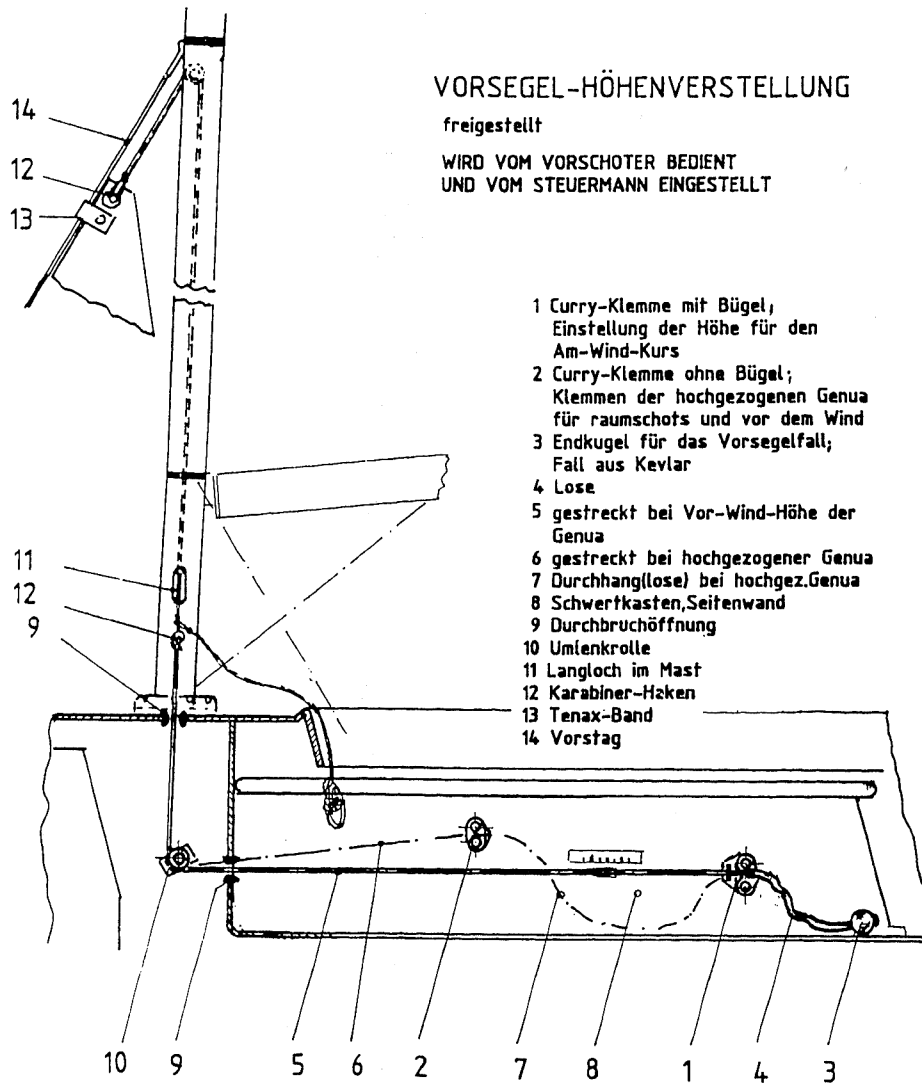 VORSEGEL-HÖHENVERSTELLUNG
freigestellt
WIRD VOM VORSCHOTER BEDIENT
UND VOM STEUERMANN EINGESTELLT
14
12
13
1 Curry-Klemme mit Bügel;
Einstellung der Höhe für den
Am-Wind-Kurs
2 Curry-Klemme ohne Bügel;
Klemmen der hochgezogenen Genua
für raumschots und vor dem Wind
3 Endkugel für das Vorsegelfall;
Fall aus Kevlar
4 Lose
5 gestreckt bei Vor-Wind-Höhe der
Genua
6 gestreckt bei hochgezogener Genua
7 Durchhang(lose) bei hochgez.Genua
8 Schwertkasten,Seitenwand
9 Durchbruchöffnung
10 Umlenkrolle
11 Langloch im Mast
12 Karabiner-Haken
13 Tenax-Band
14 Vorstag
11
12
9
10 9 5 6 2 7 8 1 4 3